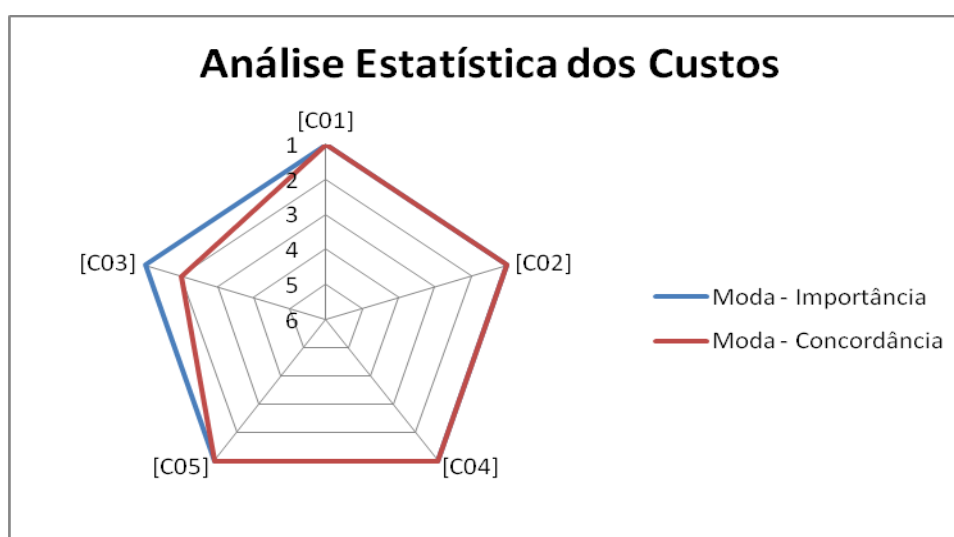 Análise Estatística dos Custos
[C01]
1
2
3
4
5
6
[C03]
[C02]
[C05]
[C04]
Moda - Importância
Moda - Concordância